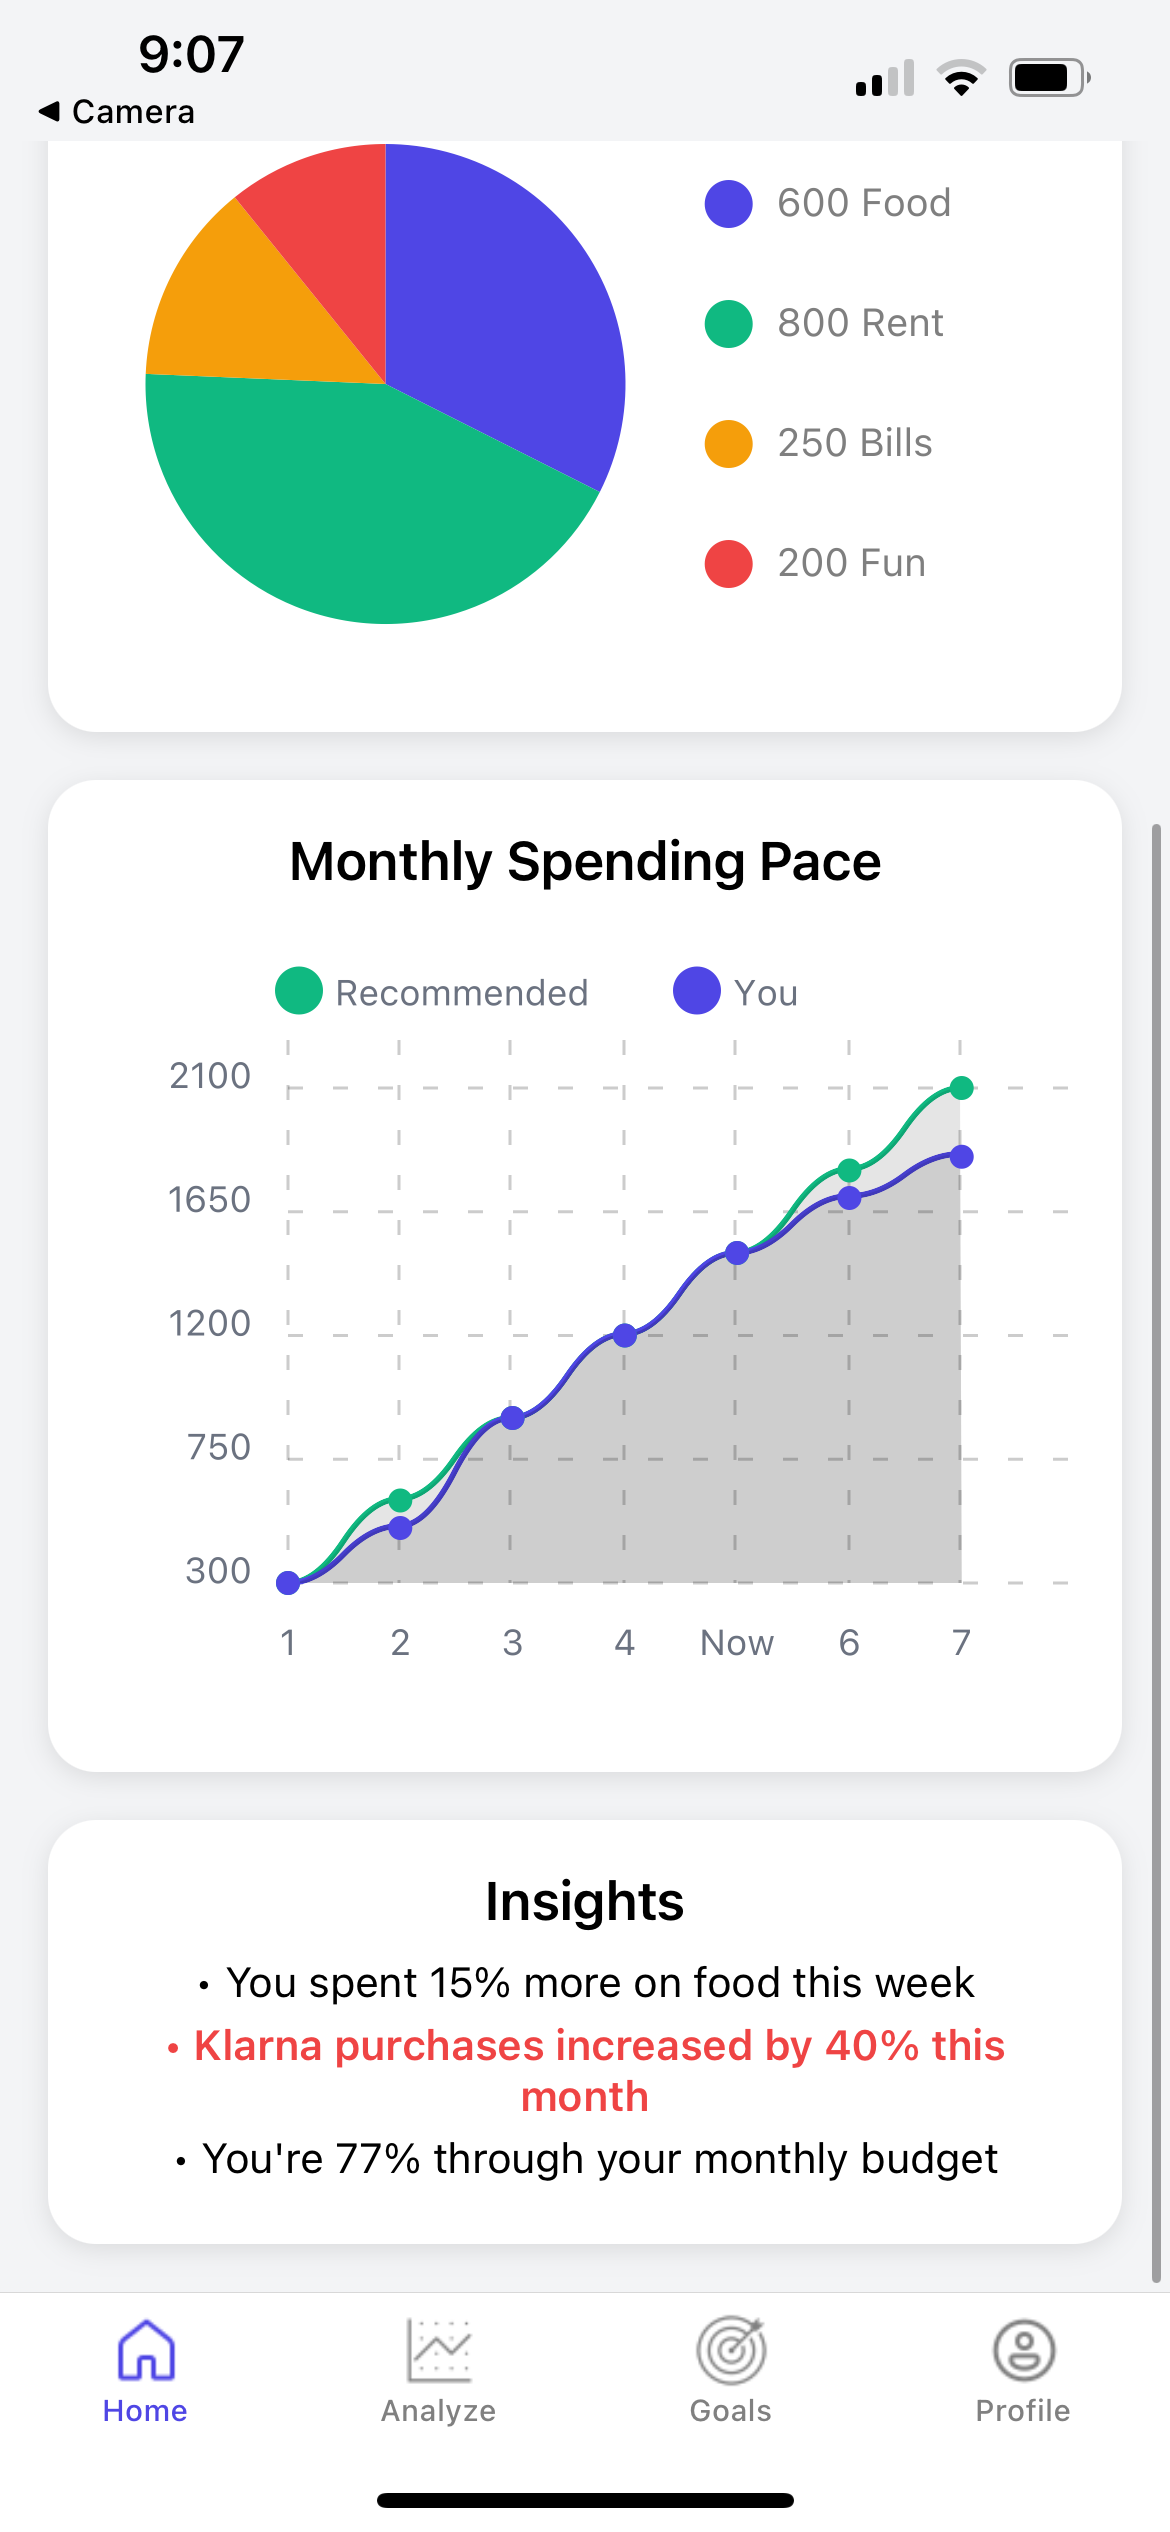 9:07
◀ Camera
600 Food
800 Rent
250 Bills
200 Fun
Monthly Spending Pace
Recommended You
2100
1650
1200
750
300
1 2 3 4 Now 6 7
Insights
• You spent 15% more on food this week
• Klarna purchases increased by 40% this
month
• You're 77% through your monthly budget
Home Analyze Goals Profile